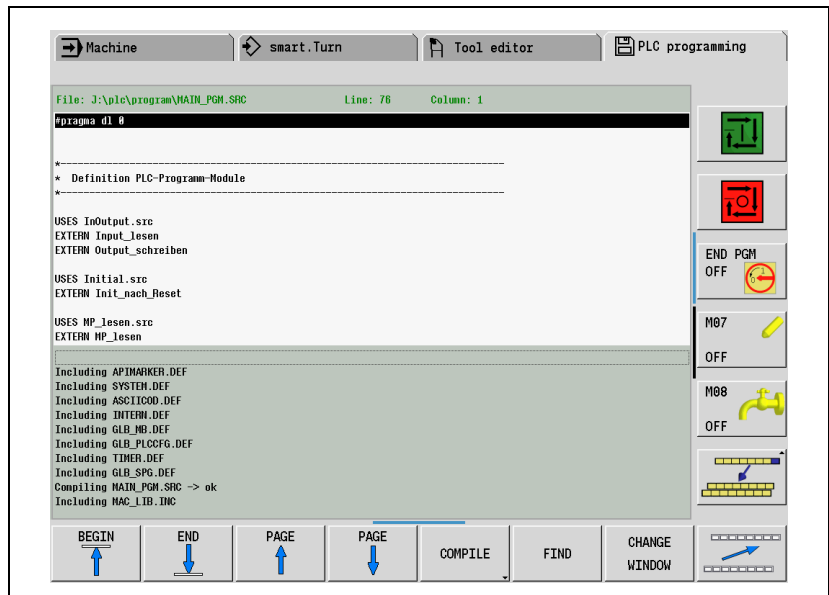 Machine
smart.Turn
Tool editor
PLC programming
File: J:\plc\program\MAIN_PGM.SRC Line: 76 Column: 1
#pragma dl 0
*------------------------------------------------------------------------------
* Definition PLC-Programm-Module
*------------------------------------------------------------------------------
USES InOutput.src
EXTERN Input_lesen
EXTERN Output_schreiben
USES Initial.src
EXTERN Init_nach_Reset
USES MP_lesen.src
EXTERN MP_lesen
Including APIMARKER.DEF
Including SYSTEM.DEF
Including ASCIICOD.DEF
Including INTERN.DEF
Including GLB_MB.DEF
Including GLB_PLCCFG.DEF
Including TIMER.DEF
Including GLB_SPG.DEF
Compiling MAIN_PGM.SRC -> ok
Including MAC_LIB.INC
END PGM
OFF
M07
OFF
M08
OFF
BEGIN
END
PAGE
PAGE
COMPILE
FIND
CHANGE
WINDOW